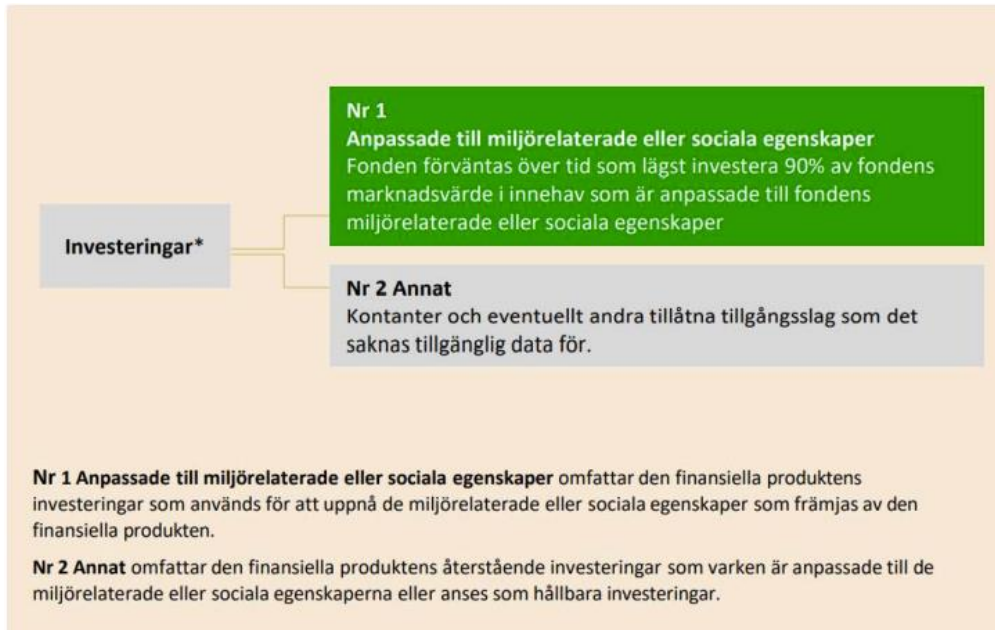 Nr 1
Anpassade till miljörelaterade eller sociala egenskaper
Fonden förväntas över tid som lägst investera 90% av fondens
marknadsvärde i innehav som är anpassade till fondens
miljörelaterade eller sociala egenskaper
Investeringar*
Nr 2 Annat
Kontanter och eventuellt andra tillåtna tillgångsslag som det
saknas tillgänglig data för.
Nr 1 Anpassade till miljörelaterade eller sociala egenskaper omfattar den finansiella produktens
investeringar som används för att uppnå de miljörelaterade eller sociala egenskaper som främjas av den
finansiella produkten.
Nr 2 Annat omfattar den finansiella produktens återstående investeringar som varken är anpassade till de
miljörelaterade eller sociala egenskaperna eller anses som hållbara investeringar.